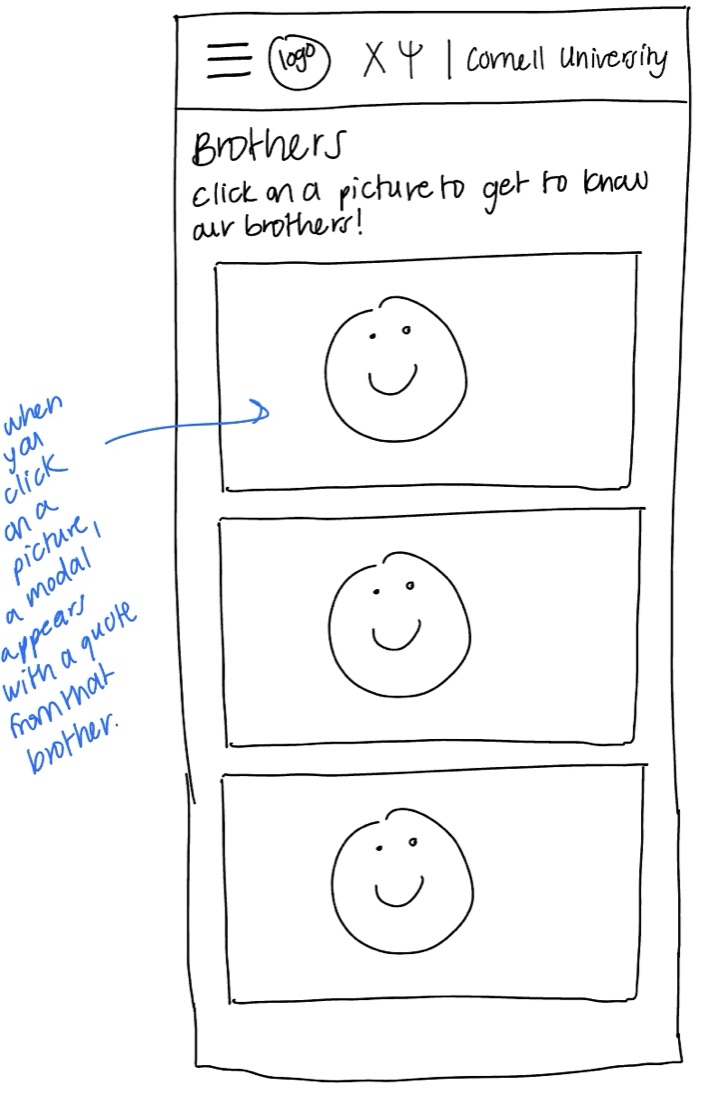 logo
X Ψ | Cornell University
Brothers
click on a picture to get to know
our brothers!
when
you
click
on a
picture,
a modal
appears
with a quote
from that
brother.